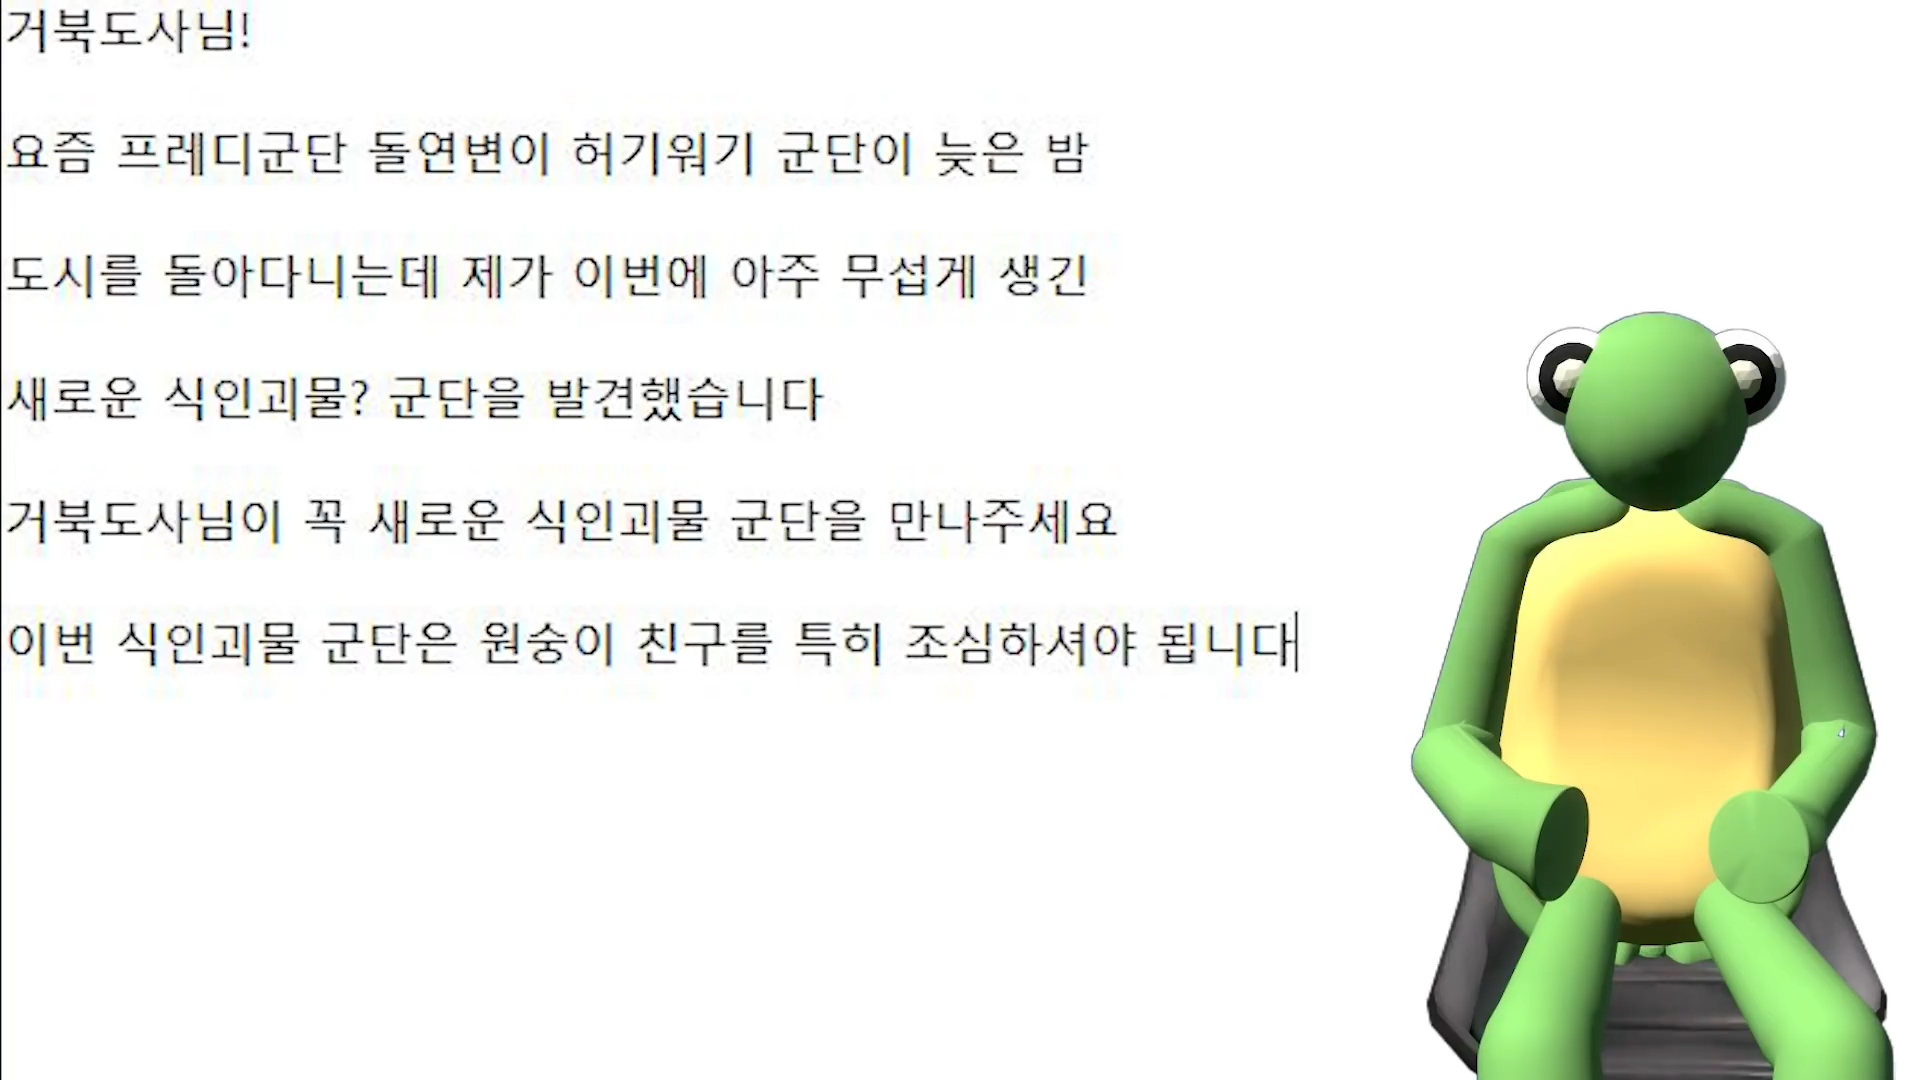 거북도사님!
요즘 프레디군단 돌연변이 허기워기 군단이 늦은 밤
도시를 돌아다니는데 제가 이번에 아주 무섭게 생긴
새로운 식인괴물? 군단을 발견했습니다
거북도사님이 꼭 새로운 식인괴물 군단을 만나주세요
이번 식인괴물 군단은 원숭이 친구를 특히 조심하셔야 됩니다